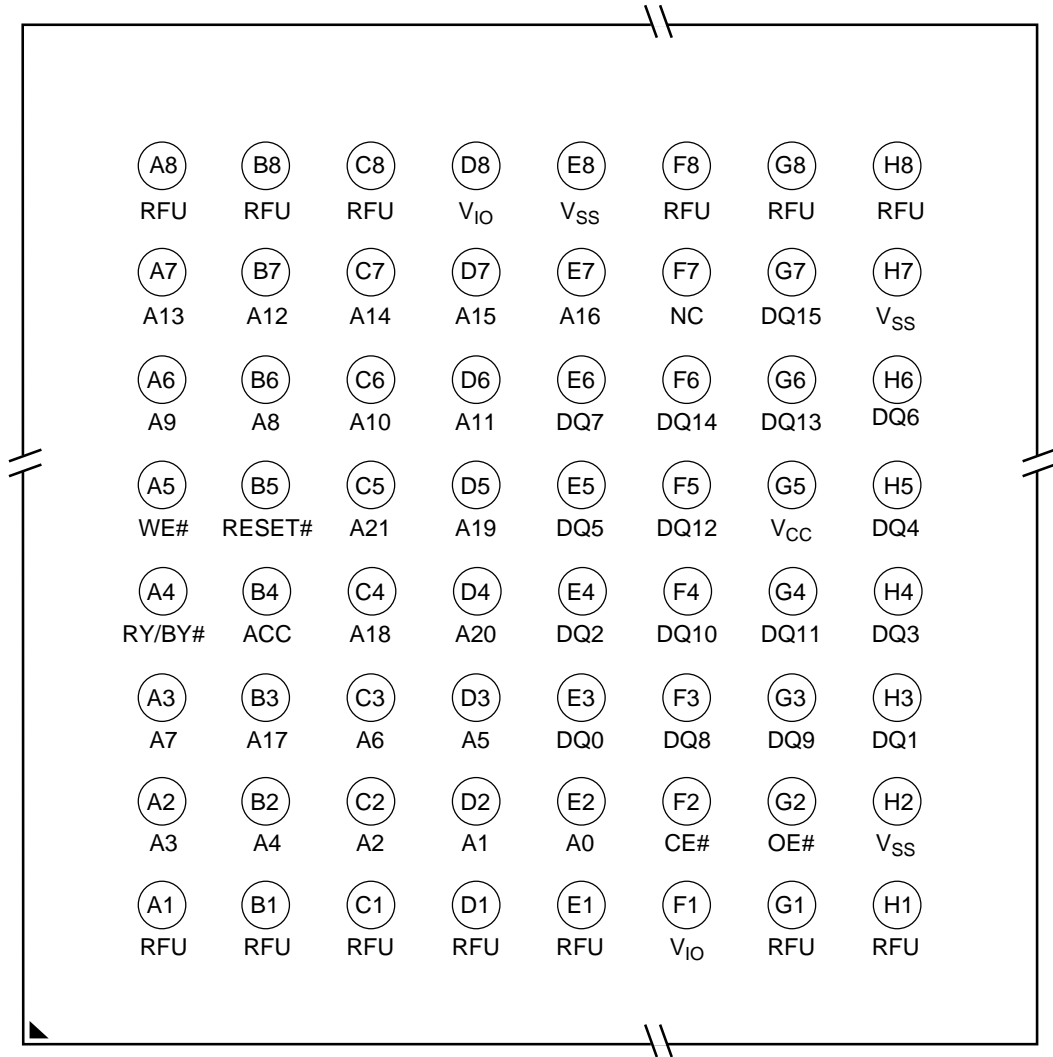 A8 B8 C8 D8 E8 F8 G8 H8
RFU RFU RFU VIO VSS RFU RFU RFU
A7 B7 C7 D7 E7 F7 G7 H7
A13 A12 A14 A15 A16 NC DQ15 VSS
A6 B6 C6 D6 E6 F6 G6 H6
A9 A8 A10 A11 DQ7 DQ14 DQ13 DQ6
A5 B5 C5 D5 E5 F5 G5 H5
WE# RESET# A21 A19 DQ5 DQ12 VCC DQ4
A4 B4 C4 D4 E4 F4 G4 H4
RY/BY# ACC A18 A20 DQ2 DQ10 DQ11 DQ3
A3 B3 C3 D3 E3 F3 G3 H3
A7 A17 A6 A5 DQ0 DQ8 DQ9 DQ1
A2 B2 C2 D2 E2 F2 G2 H2
A3 A4 A2 A1 A0 CE# OE# VSS
A1 B1 C1 D1 E1 F1 G1 H1
RFU RFU RFU RFU RFU VIO RFU RFU